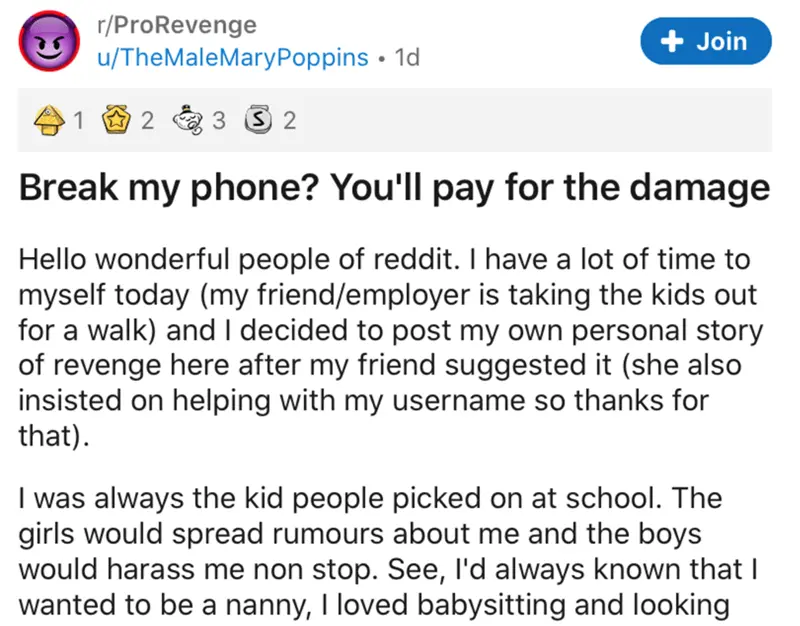 r/ProRevenge
u/TheMaleMaryPoppins • 1d
+ Join
1 2 3 S 2
Break my phone? You'll pay for the damage
Hello wonderful people of reddit. I have a lot of time to
myself today (my friend/employer is taking the kids out
for a walk) and I decided to post my own personal story
of revenge here after my friend suggested it (she also
insisted on helping with my username so thanks for
that).
I was always the kid people picked on at school. The
girls would spread rumours about me and the boys
would harass me non stop. See, I'd always known that I
wanted to be a nanny, I loved babysitting and looking